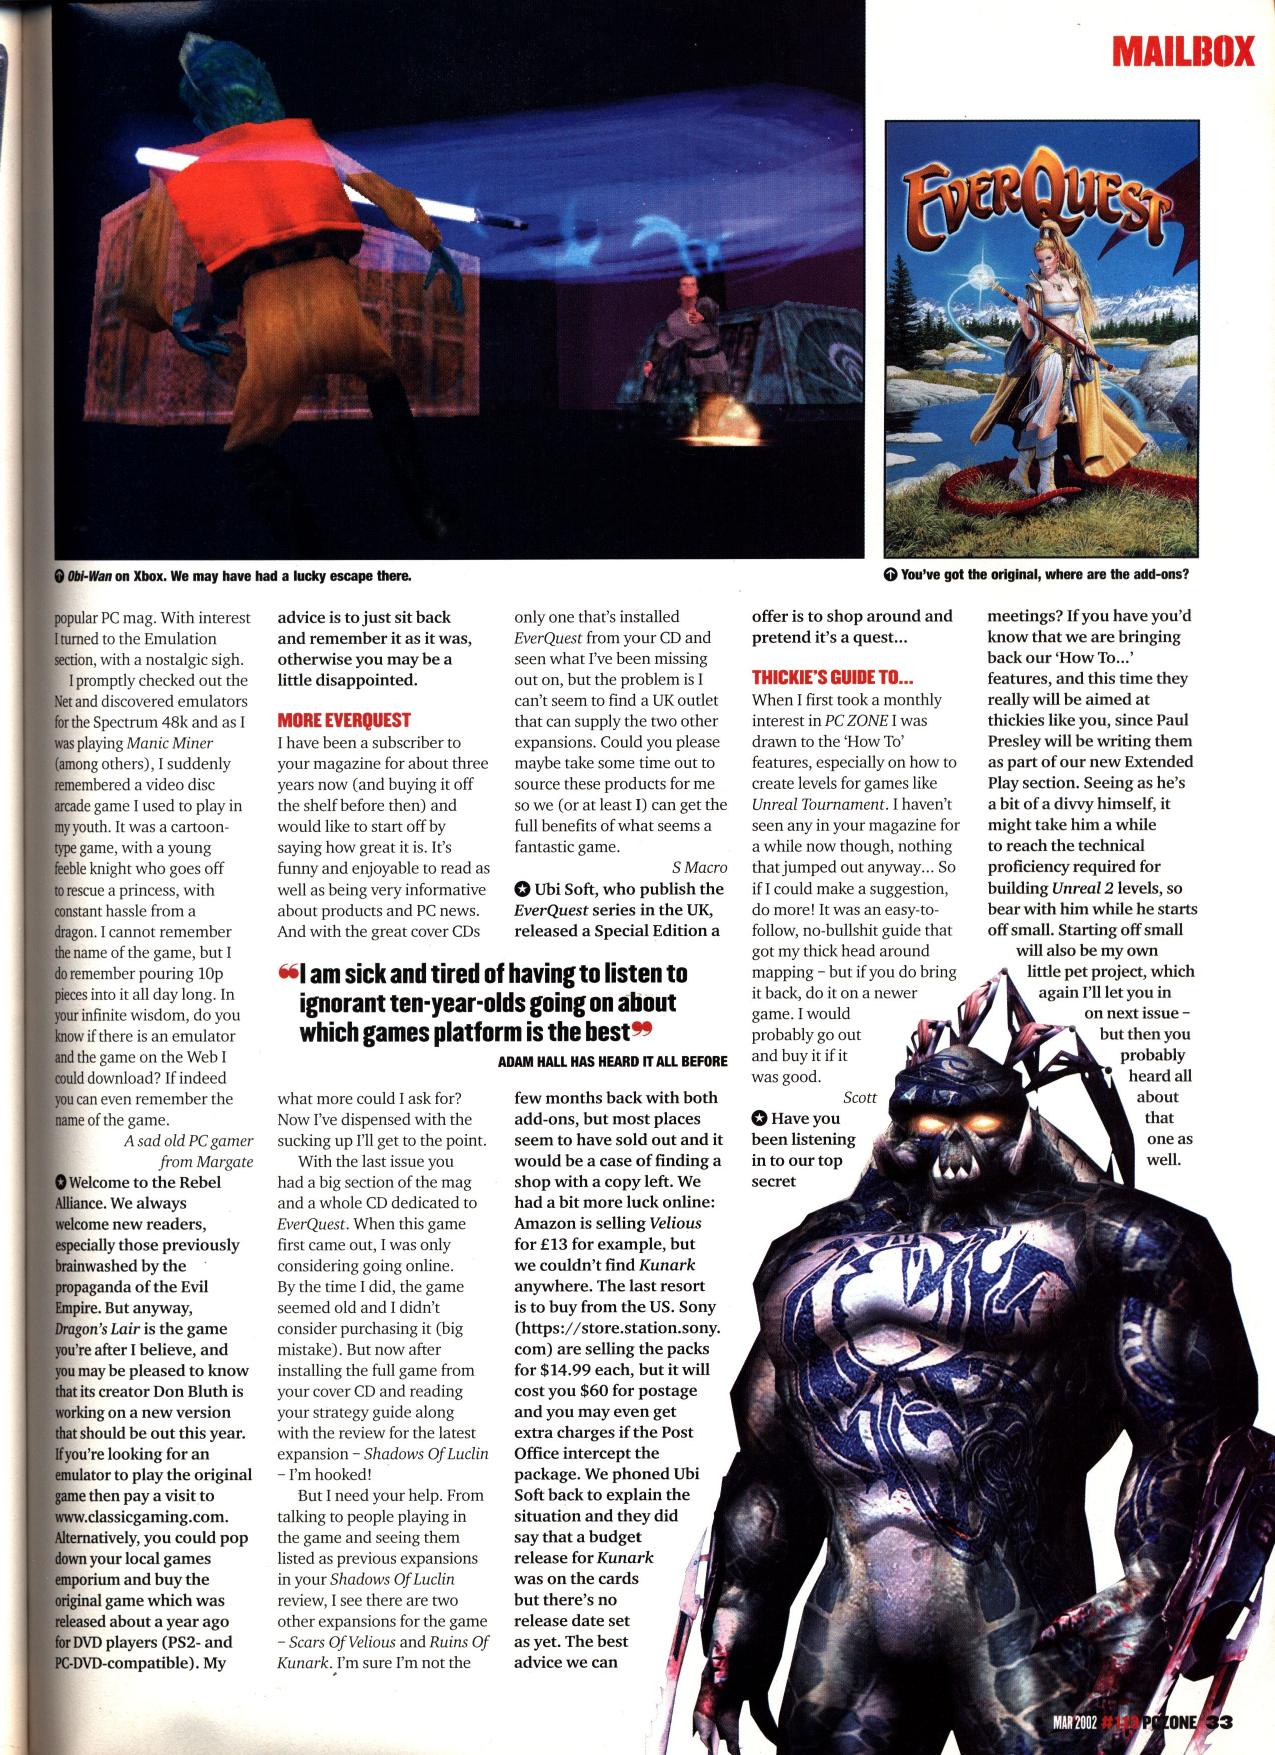 MAILBOX
EVERQUEST
Obi-Wan on Xbox. We may have had a lucky escape there.
You've got the original, where are the add-ons?
popular PC mag. With interest
I turned to the Emulation
section, with a nostalgic sigh.
I promptly checked out the
Net and discovered emulators
for the Spectrum 48k and as I
was playing Manic Miner
(among others), I suddenly
remembered a video disc
arcade game I used to play in
my youth. It was a cartoon-
type game, with a young
feeble knight who goes off
to rescue a princess, with
constant hassle from a
dragon. I cannot remember
the name of the game, but I
do remember pouring 10p
pieces into it all day long. In
your infinite wisdom, do you
know if there is an emulator
and the game on the Web I
could download? If indeed
you can even remember the
name of the game.
A sad old PC gamer
from Margate
Welcome to the Rebel
Alliance. We always
welcome new readers,
especially those previously
brainwashed by the
propaganda of the Evil
Empire. But anyway,
Dragon's Lair is the game
you're after I believe, and
you may be pleased to know
that its creator Don Bluth is
working on a new version
that should be out this year.
If you're looking for an
emulator to play the original
game then pay a visit to
www.classicgaming.com.
Alternatively, you could pop
down your local games
emporium and buy the
original game which was
released about a year ago
for DVD players (PS2- and
PC-DVD-compatible). My
advice is to just sit back
and remember it as it was,
otherwise you may be a
little disappointed.
MORE EVERQUEST
I have been a subscriber to
your magazine for about three
years now (and buying it off
the shelf before then) and
would like to start off by
saying how great it is. It's
funny and enjoyable to read as
well as being very informative
about products and PC news.
And with the great cover CDs
what more could I ask for?
Now I've dispensed with the
sucking up I'll get to the point.
With the last issue you
had a big section of the mag
and a whole CD dedicated to
EverQuest. When this game
first came out, I was only
considering going online.
By the time I did, the game
seemed old and I didn't
consider purchasing it (big
mistake). But now after
installing the full game from
your cover CD and reading
your strategy guide along
with the review for the latest
expansion – Shadows Of Luclin
– I'm hooked!
But I need your help. From
talking to people playing in
the game and seeing them
listed as previous expansions
in your Shadows Of Luclin
review, I see there are two
other expansions for the game
– Scars Of Velious and Ruins Of
Kunark. I'm sure I'm not the
only one that's installed
EverQuest from your CD and
seen what I've been missing
out on, but the problem is I
can't seem to find a UK outlet
that can supply the two other
expansions. Could you please
maybe take some time out to
source these products for me
so we (or at least I) can get the
full benefits of what seems a
fantastic game.
S Macro
Ubi Soft, who publish the
EverQuest series in the UK,
released a Special Edition a
“I am sick and tired of having to listen to
ignorant ten-year-olds going on about
which games platform is the best”
ADAM HALL HAS HEARD IT ALL BEFORE
few months back with both
add-ons, but most places
seem to have sold out and it
would be a case of finding a
shop with a copy left. We
had a bit more luck online:
Amazon is selling Velious
for £13 for example, but
we couldn't find Kunark
anywhere. The last resort
is to buy from the US. Sony
(https://store.station.sony.
com) are selling the packs
for $14.99 each, but it will
cost you $60 for postage
and you may even get
extra charges if the Post
Office intercept the
package. We phoned Ubi
Soft back to explain the
situation and they did
say that a budget
release for Kunark
was on the cards
but there's no
release date set
as yet. The best
advice we can
offer is to shop around and
pretend it's a quest...
THICKIE'S GUIDE TO...
When I first took a monthly
interest in PC ZONE I was
drawn to the ‘How To’
features, especially on how to
create levels for games like
Unreal Tournament. I haven't
seen any in your magazine for
a while now though, nothing
that jumped out anyway... So
if I could make a suggestion,
do more! It was an easy-to-
follow, no-bullshit guide that
got my thick head around
mapping – but if you do bring
it back, do it on a newer
game. I would
probably go out
and buy it if it
was good.
Scott
Have you
been listening
in to our top
secret
meetings? If you have you'd
know that we are bringing
back our ‘How To...’
features, and this time they
really will be aimed at
thickies like you, since Paul
Presley will be writing them
as part of our new Extended
Play section. Seeing as he's
a bit of a divvy himself, it
might take him a while
to reach the technical
proficiency required for
building Unreal 2 levels, so
bear with him while he starts
off small. Starting off small
will also be my own
little pet project, which
again I'll let you in
on next issue –
but then you
probably
heard all
about
that
one as
well.
MAR 2002 #113 PCZONE 33